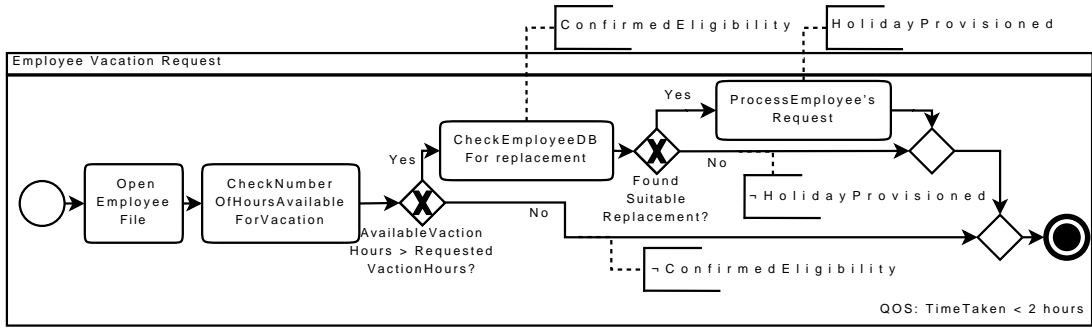 ConfirmedEligibility
HolidayProvisioned
Employee Vacation Request
Yes
ProcessEmployee's
Request
CheckEmployeeDB
For replacement
Yes
No
Open
Employee
File
CheckNumber
OfHoursAvailable
ForVacation
Found
Suitable
Replacement?
¬HolidayProvisioned
No
AvailableVaction
Hours > Requested
VactionHours?
¬ConfirmedEligibility
QOS: TimeTaken < 2 hours